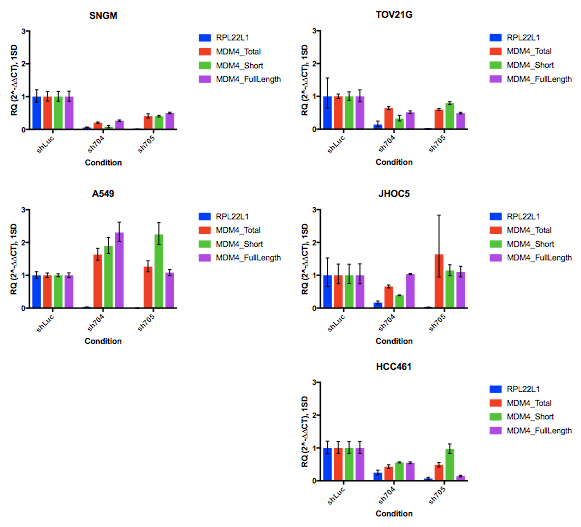 SNGM
RQ (2^-ΔΔCT), 1SD
3
2
1
0
shLuc
sh704
sh705
Condition
RPL22L1
MDM4_Total
MDM4_Short
MDM4_FullLength
TOV21G
RQ (2^-ΔΔCT), 1SD
3
2
1
0
shLuc
sh704
sh705
Condition
RPL22L1
MDM4_Total
MDM4_Short
MDM4_FullLength
A549
RQ (2^-ΔΔCT), 1SD
3
2
1
0
shLuc
sh704
sh705
Condition
RPL22L1
MDM4_Total
MDM4_Short
MDM4_FullLength
JHOC5
RQ (2^-ΔΔCT), 1SD
3
2
1
0
shLuc
sh704
sh705
Condition
RPL22L1
MDM4_Total
MDM4_Short
MDM4_FullLength
HCC461
RQ (2^-ΔΔCT), 1SD
3
2
1
0
shLuc
sh704
sh705
Condition
RPL22L1
MDM4_Total
MDM4_Short
MDM4_FullLength